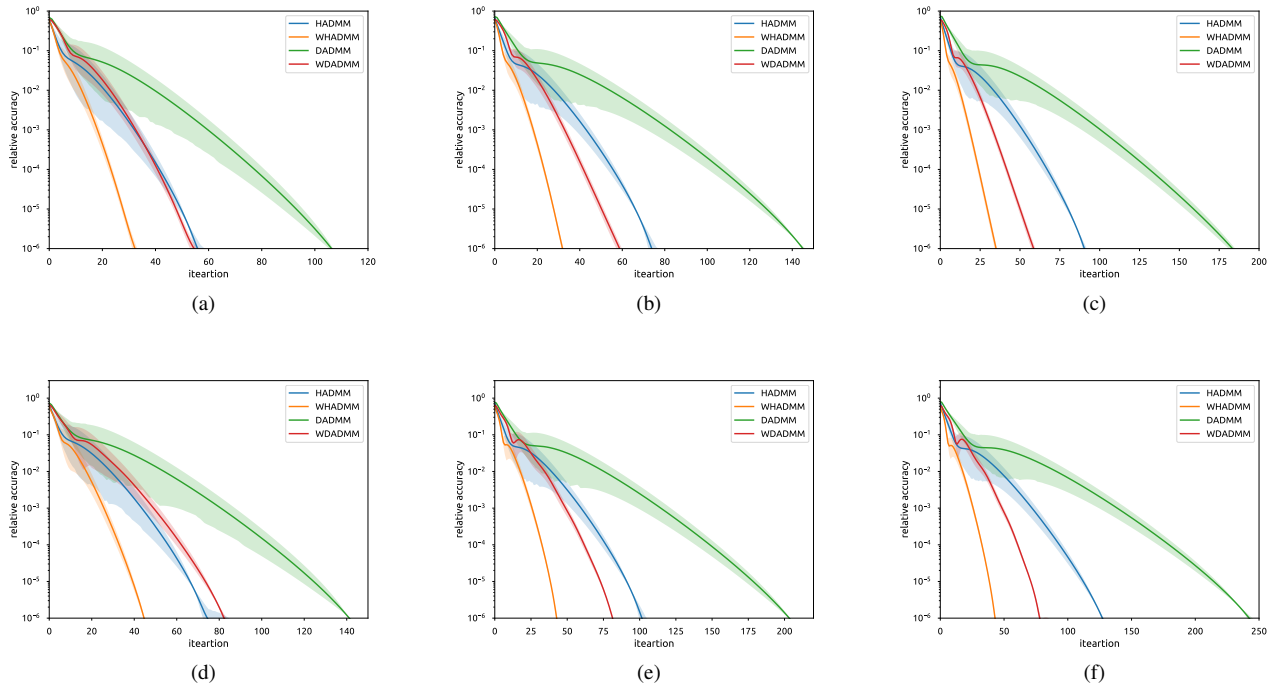 10⁰
10⁻¹
10⁻²
10⁻³
10⁻⁴
10⁻⁵
10⁻⁶
relative accuracy
HADMM
WHADMM
DADMM
WDADMM
0 20 40 60 80 100 120
iteartion
(a)
10⁰
10⁻¹
10⁻²
10⁻³
10⁻⁴
10⁻⁵
10⁻⁶
relative accuracy
HADMM
WHADMM
DADMM
WDADMM
0 20 40 60 80 100 120 140
iteartion
(b)
10⁰
10⁻¹
10⁻²
10⁻³
10⁻⁴
10⁻⁵
10⁻⁶
relative accuracy
HADMM
WHADMM
DADMM
WDADMM
0 25 50 75 100 125 150 175 200
iteartion
(c)
10⁰
10⁻¹
10⁻²
10⁻³
10⁻⁴
10⁻⁵
10⁻⁶
relative accuracy
HADMM
WHADMM
DADMM
WDADMM
0 20 40 60 80 100 120 140
iteartion
(d)
10⁰
10⁻¹
10⁻²
10⁻³
10⁻⁴
10⁻⁵
10⁻⁶
relative accuracy
HADMM
WHADMM
DADMM
WDADMM
0 25 50 75 100 125 150 175 200
iteartion
(e)
10⁰
10⁻¹
10⁻²
10⁻³
10⁻⁴
10⁻⁵
10⁻⁶
relative accuracy
HADMM
WHADMM
DADMM
WDADMM
0 50 100 150 200 250
iteartion
(f)